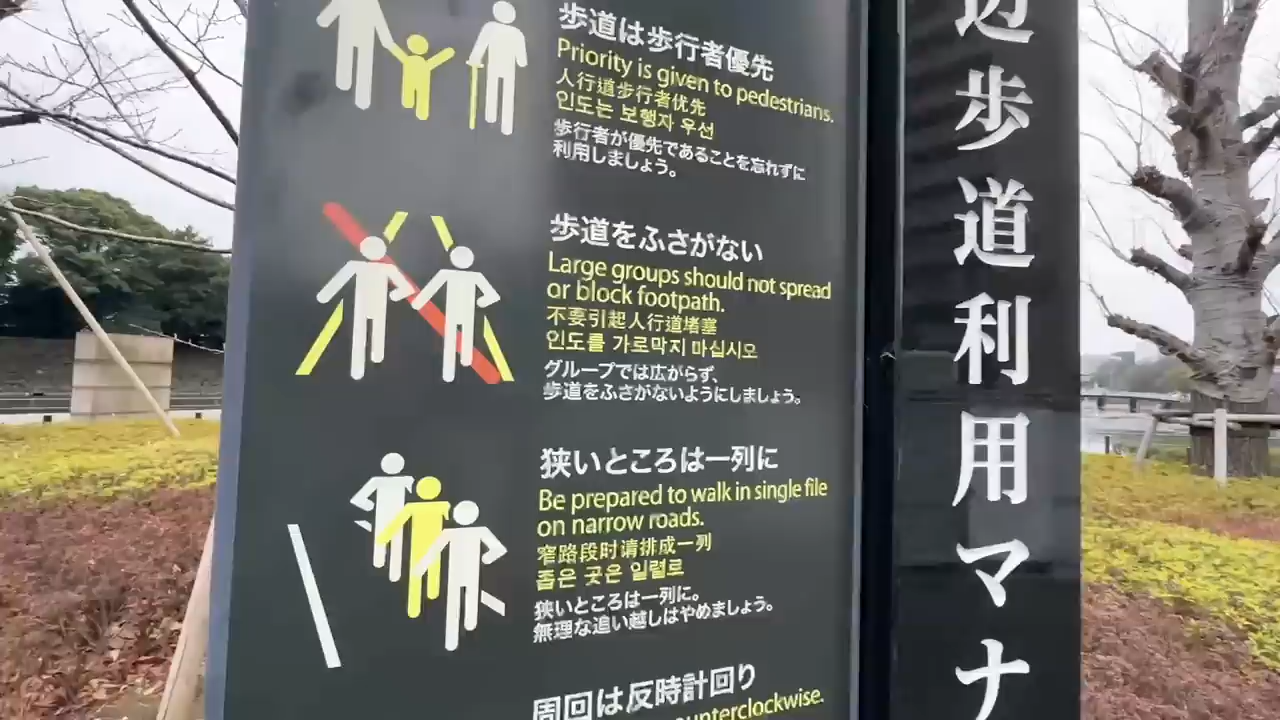 歩道は歩行者優先
Priority is given to pedestrians.
人行道步行者优先
인도는 보행자 우선
歩行者が優先であることを忘れずに
利用しましょう。
歩道をふさがない
Large groups should not spread
or block footpath.
不要引起人行道堵塞
인도를 가로막지 마십시오
グループでは広がらず、
歩道をふさがないようにしましょう。
狭いところは一列に
Be prepared to walk in single file
on narrow roads.
窄路段时请排成一列
좁은 곳은 일렬로
狭いところは一列に。
無理な追い越しはやめましょう。
周回は反時計回り
counterclockwise.
辺歩道利用マナ